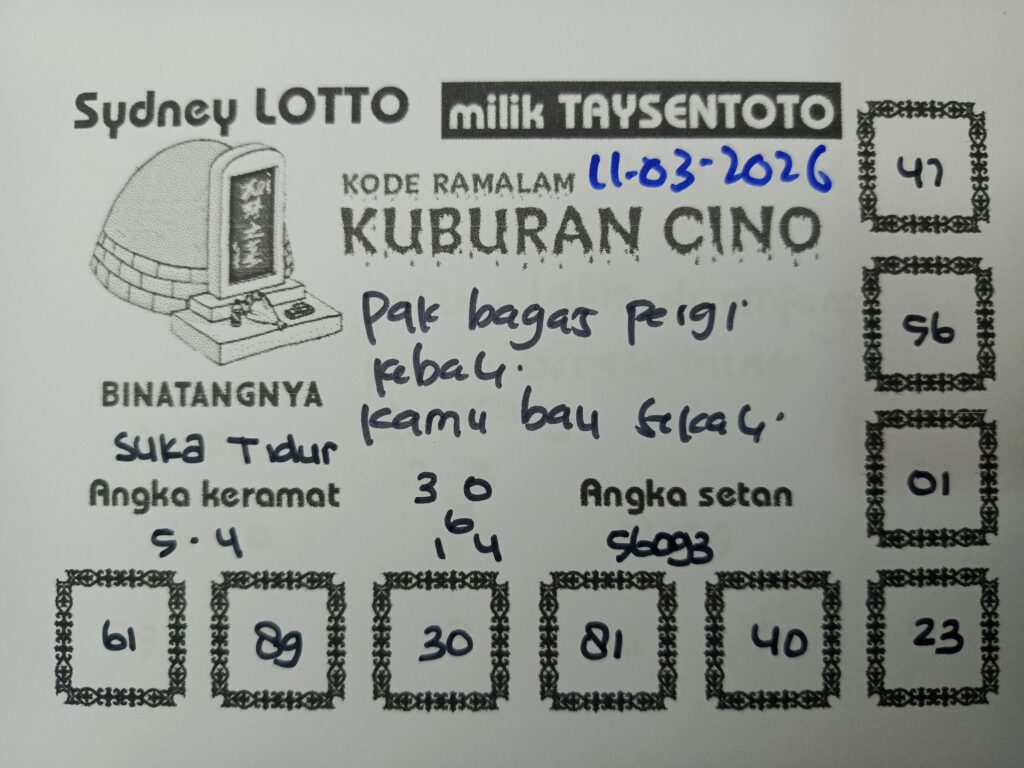 Sydney LOTTO
milik TAYSENTOTO
KODE RAMALAM 11-03-2026
KUBURAN CINO
Pak bagas pergi
kebali.
kamu bau sekali.
BINATANGNYA
suka Tidur
Angka keramat
5 . 4
3 0
6
1 4
Angka setan
56093
47
56
01
61 89 30 81 40 23